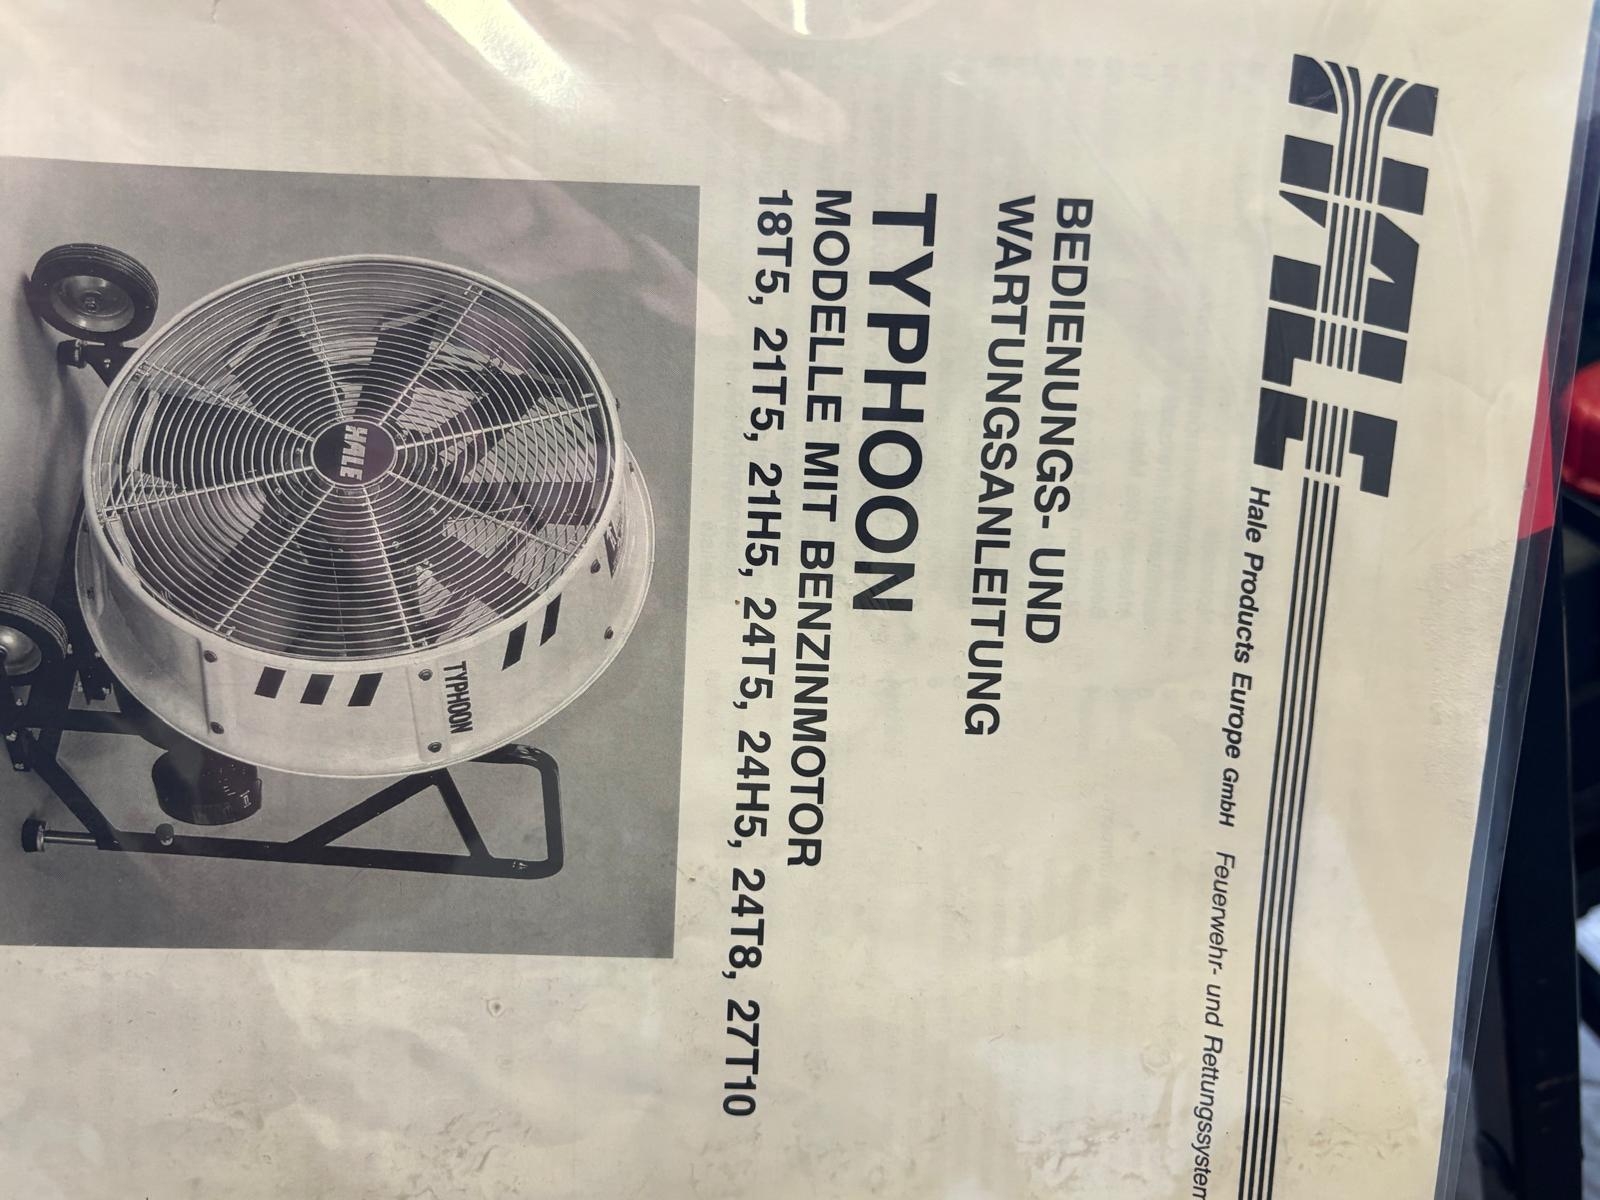 HALE
Hale Products Europe GmbH Feuerwehr- und Rettungssystem
BEDIENUNGS- UND
WARTUNGSANLEITUNG
TYPHOON
MODELLE MIT BENZINMOTOR
18T5, 21T5, 21H5, 24T5, 24H5, 24T8, 27T10
HALE
TYPHOON